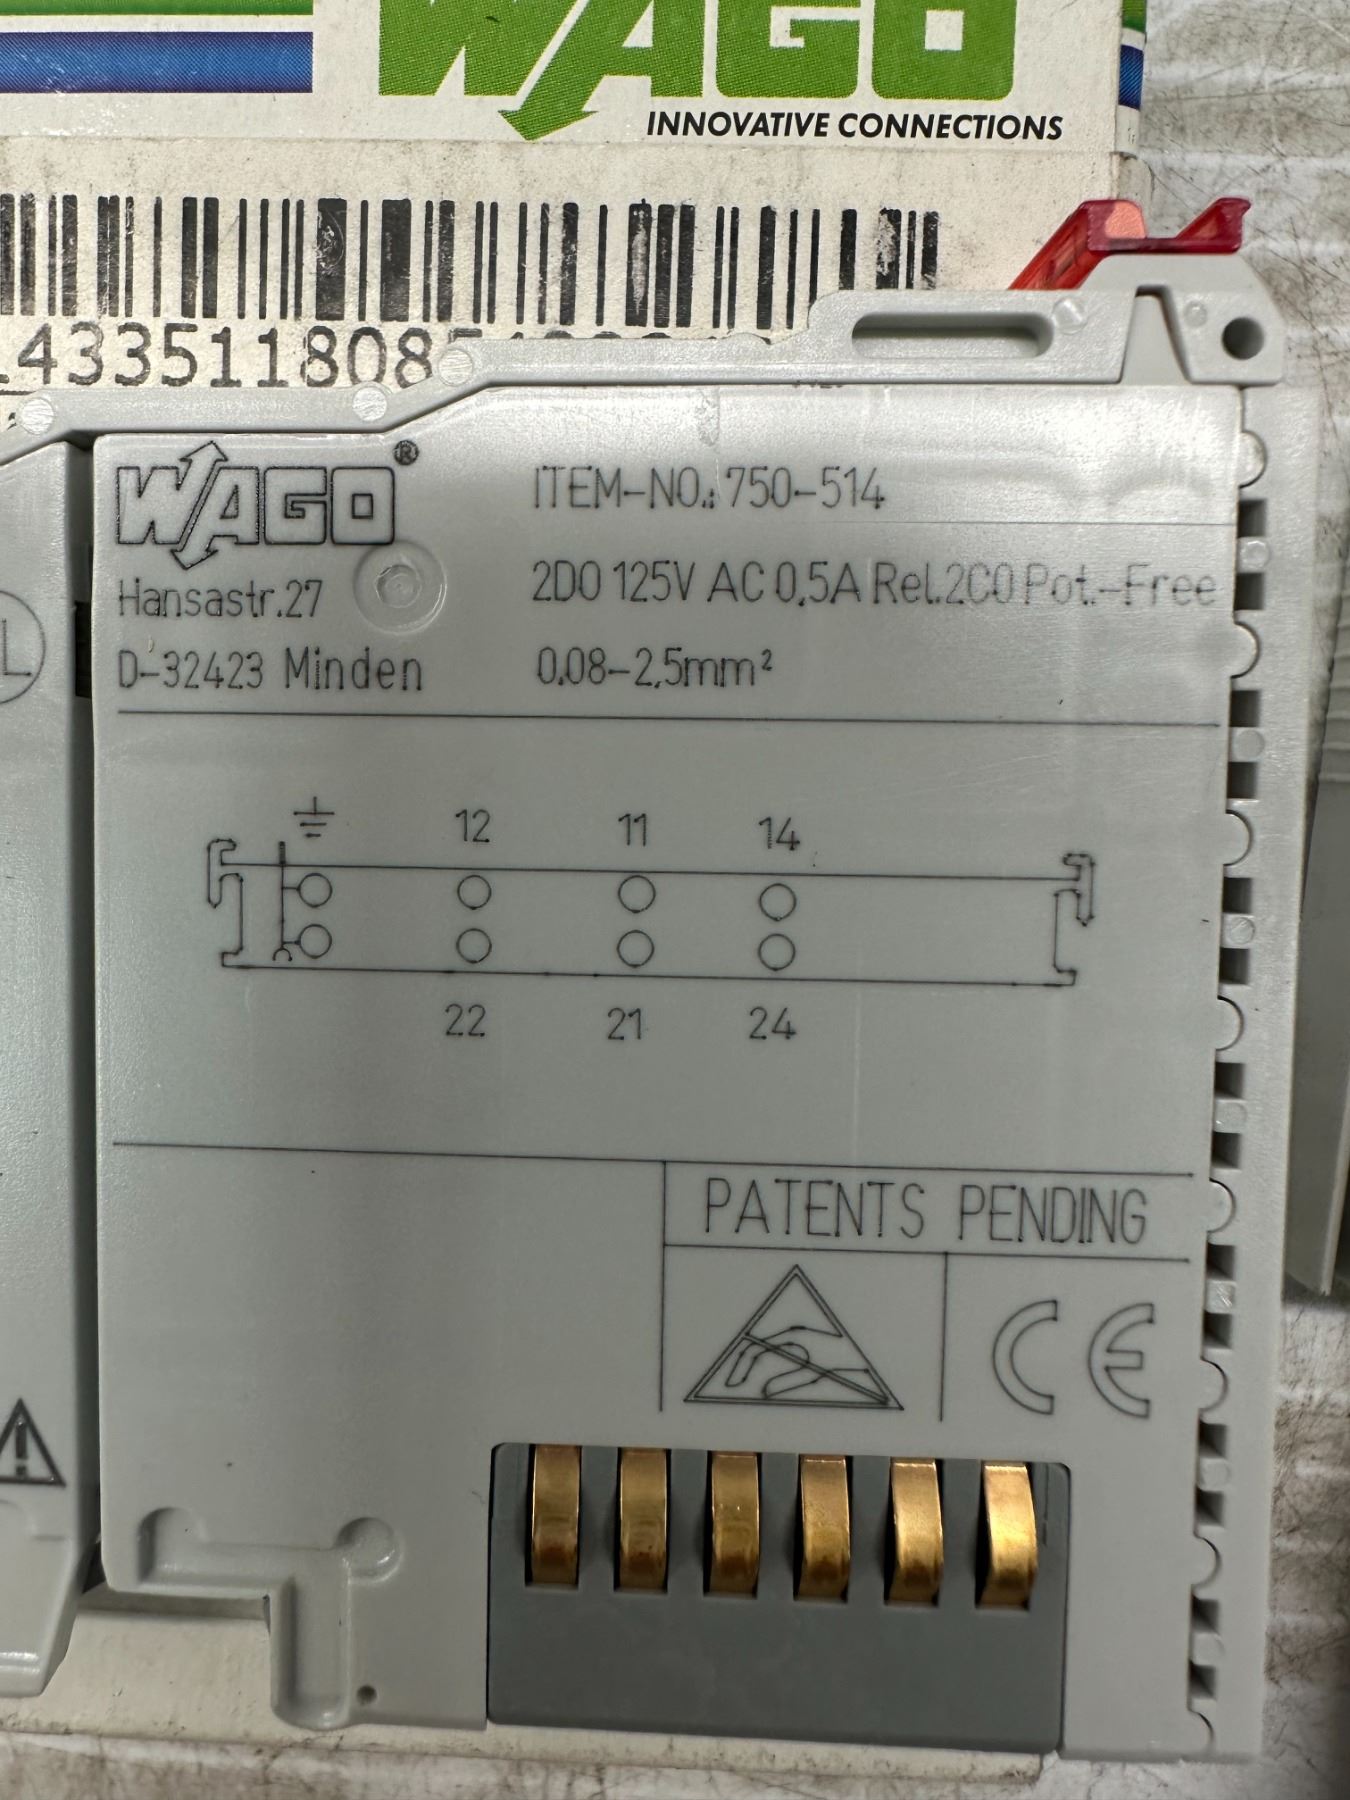 WAGO
INNOVATIVE CONNECTIONS
WAGO®
ITEM-NO.: 750-514
Hansastr.27
2DO 125V AC 0,5A Rel.2CO Pot.-Free
D-32423 Minden
0,08-2,5mm²
12 11 14
22 21 24
PATENTS PENDING
CE